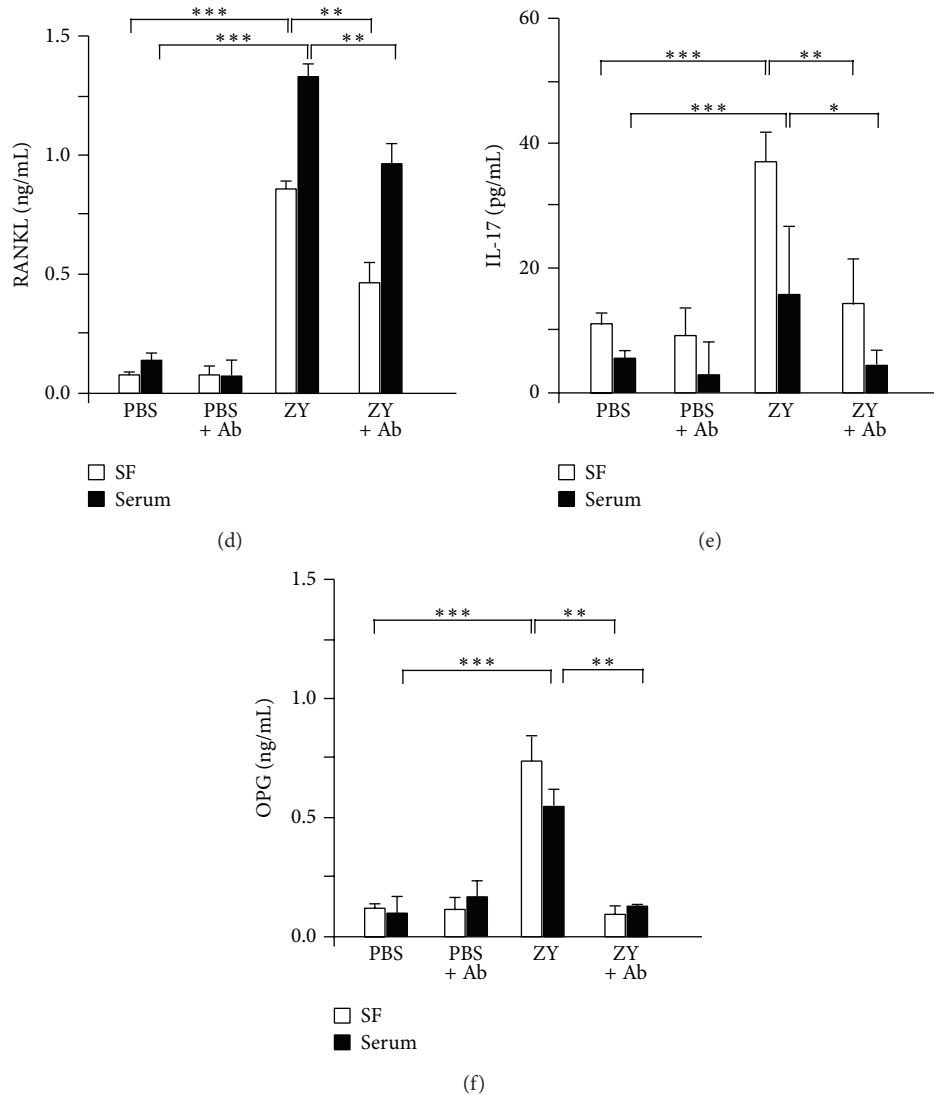 *** **
*** **
1.5
1.0
0.5
0.0
RANKL (ng/mL)
PBS PBS ZY ZY
+ Ab + Ab
SF
Serum
(d)
60
40
20
0
IL-17 (pg/mL)
*** **
*** *
PBS PBS ZY ZY
+ Ab + Ab
SF
Serum
(e)
1.5
1.0
0.5
0.0
OPG (ng/mL)
*** **
*** **
PBS PBS ZY ZY
+ Ab + Ab
SF
Serum
(f)